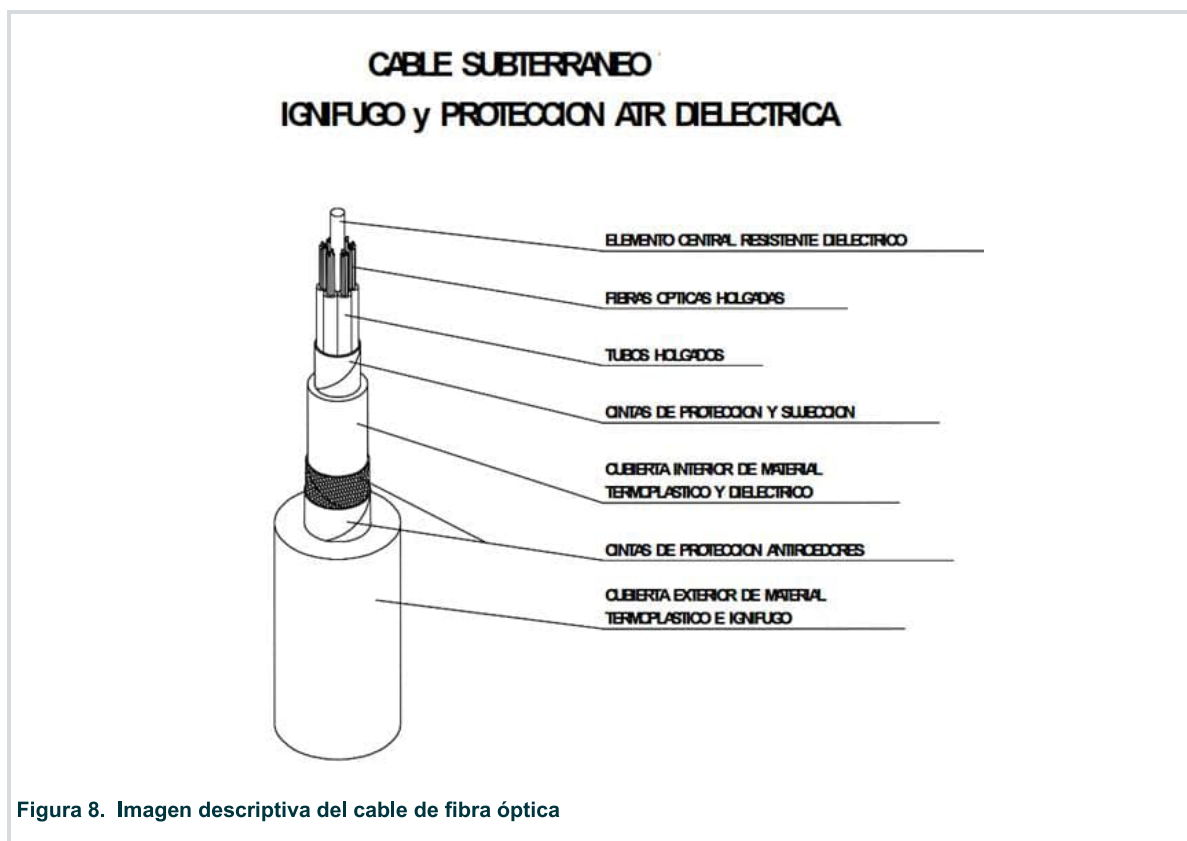 CABLE SUBTERRANEO
IGNIFUGO y PROTECCION ATR DIELECTRICA
ELEMENTO CENTRAL RESISTENTE DIELECTRICO
FIBRAS OPTICAS HOLGADAS
TUBOS HOLGADOS
CINTAS DE PROTECCION Y SUJECCION
CUBIERTA INTERIOR DE MATERIAL
TERMOPLASTICO Y DIELECTRICO
CINTAS DE PROTECCION ANTIROEDORES
CUBIERTA EXTERIOR DE MATERIAL
TERMOPLASTICO E IGNIFUGO
Figura 8. Imagen descriptiva del cable de fibra óptica